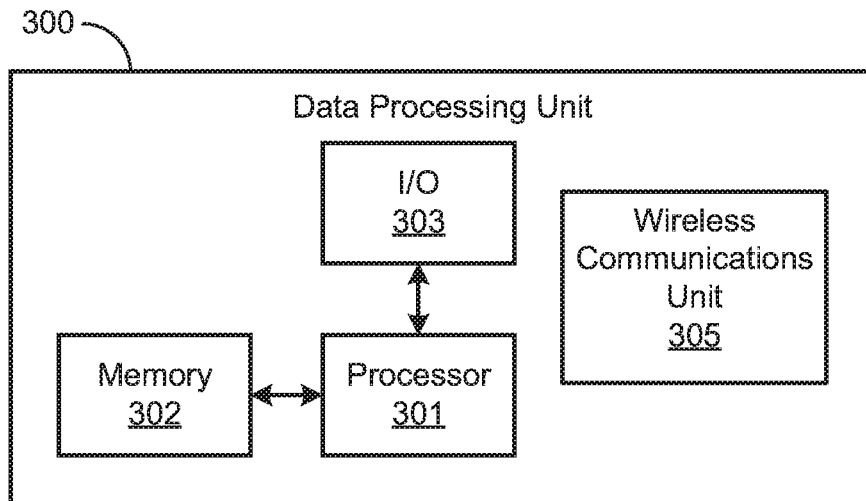 300
Data Processing Unit
I/O
303
Wireless
Communications
Unit
305
Memory
302
Processor
301